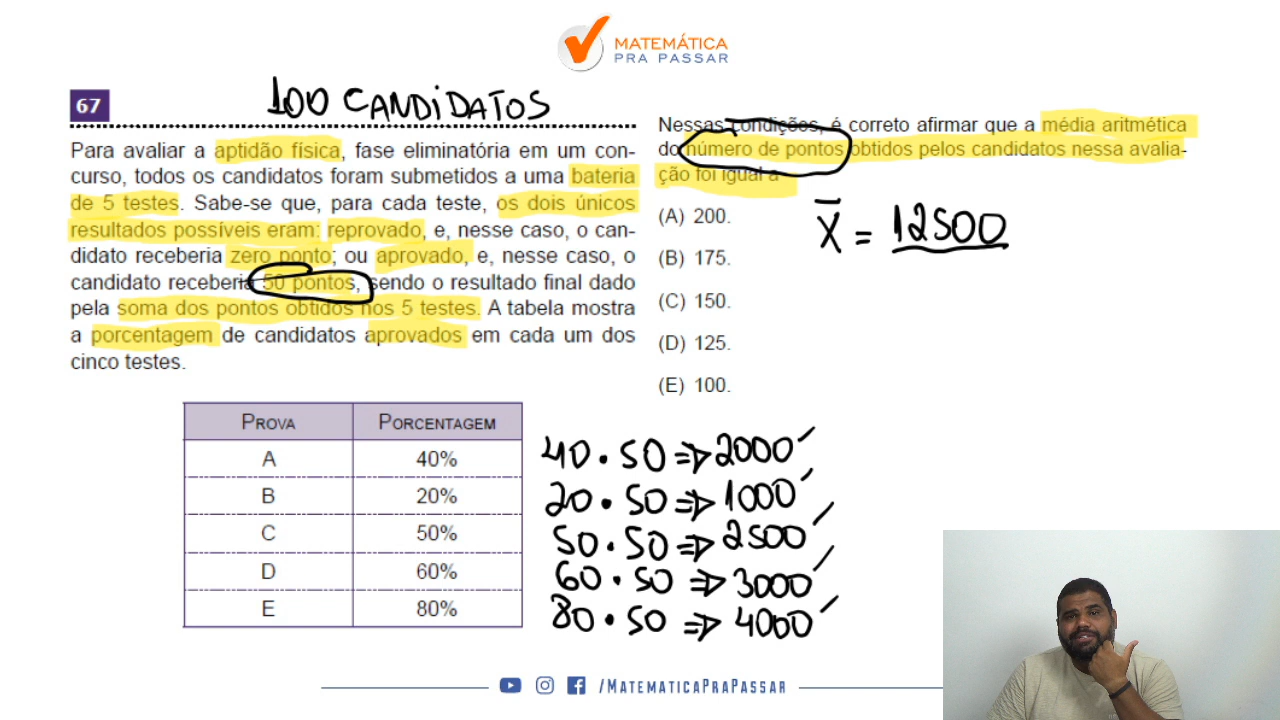 MATEMÁTICA
PRA PASSAR
67
100 CANDIDATOS
Para avaliar a aptidão física, fase eliminatória em um con-
curso, todos os candidatos foram submetidos a uma bateria
de 5 testes. Sabe-se que, para cada teste, os dois únicos
resultados possíveis eram: reprovado, e, nesse caso, o can-
didato receberia zero ponto; ou aprovado, e, nesse caso, o
candidato receberia 50 pontos, sendo o resultado final dado
pela soma dos pontos obtidos nos 5 testes. A tabela mostra
a porcentagem de candidatos aprovados em cada um dos
cinco testes.
PROVA PORCENTAGEM
A 40%
B 20%
C 50%
D 60%
E 80%
40 • 50 => 2000
20 • 50 => 1000
50 • 50 => 2500
60 • 50 => 3000
80 • 50 => 4000
Nessas condições, é correto afirmar que a média aritmética
do número de pontos obtidos pelos candidatos nessa avalia-
ção foi igual a
(A) 200.
(B) 175.
(C) 150.
(D) 125.
(E) 100.
X̅ = 12500
/MATEMATICAPRAPASSAR